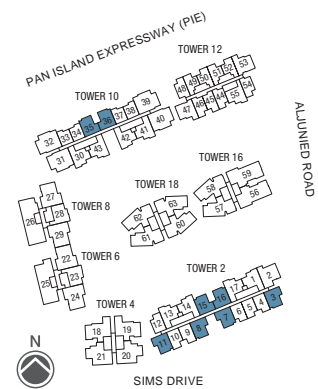 PAN ISLAND EXPRESSWAY (PIE)
TOWER 12
48 49 50 51 52 53
47 46 45 44 55 54
TOWER 10
32 33 34 35 36 37 38 39
31 30 43 42 41 40
ALJUNIED ROAD
TOWER 16
58 59
57 56
TOWER 18
62 63
61 60
TOWER 8
27
26 28
29
TOWER 6
22
25 23
24
TOWER 2
12 13 14 15 16 17 1 2
11 10 9 8 7 6 5 4 3
TOWER 4
18 19
21 20
N
SIMS DRIVE